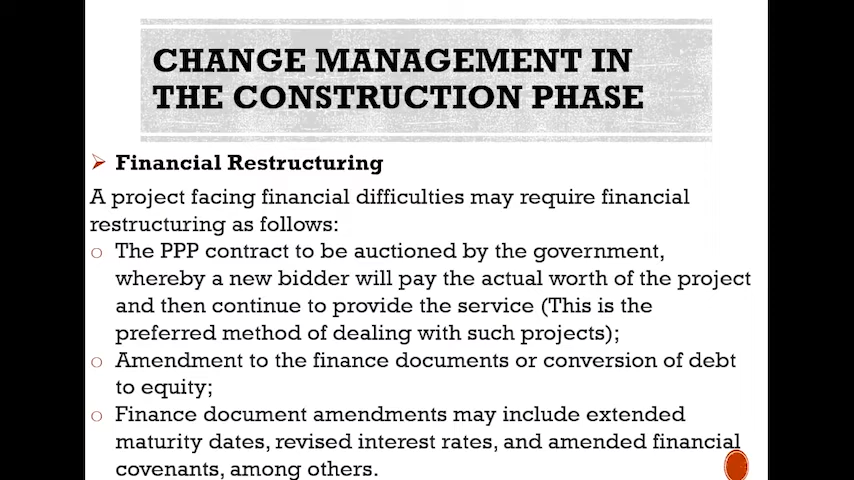 CHANGE MANAGEMENT IN
THE CONSTRUCTION PHASE
Financial Restructuring
A project facing financial difficulties may require financial
restructuring as follows:
o The PPP contract to be auctioned by the government,
whereby a new bidder will pay the actual worth of the project
and then continue to provide the service (This is the
preferred method of dealing with such projects);
o Amendment to the finance documents or conversion of debt
to equity;
o Finance document amendments may include extended
maturity dates, revised interest rates, and amended financial
covenants, among others.